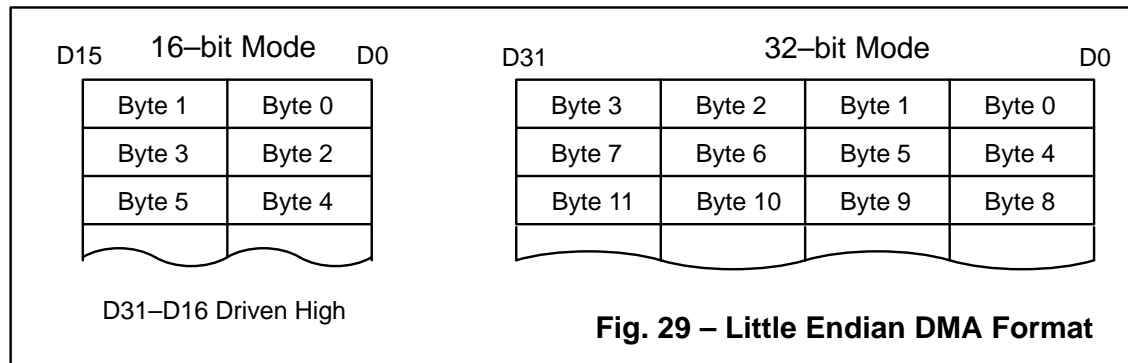 16–bit Mode
D15 D0
Byte 1 Byte 0
Byte 3 Byte 2
Byte 5 Byte 4
D31–D16 Driven High
32–bit Mode
D31 D0
Byte 3 Byte 2 Byte 1 Byte 0
Byte 7 Byte 6 Byte 5 Byte 4
Byte 11 Byte 10 Byte 9 Byte 8
Fig. 29 – Little Endian DMA Format